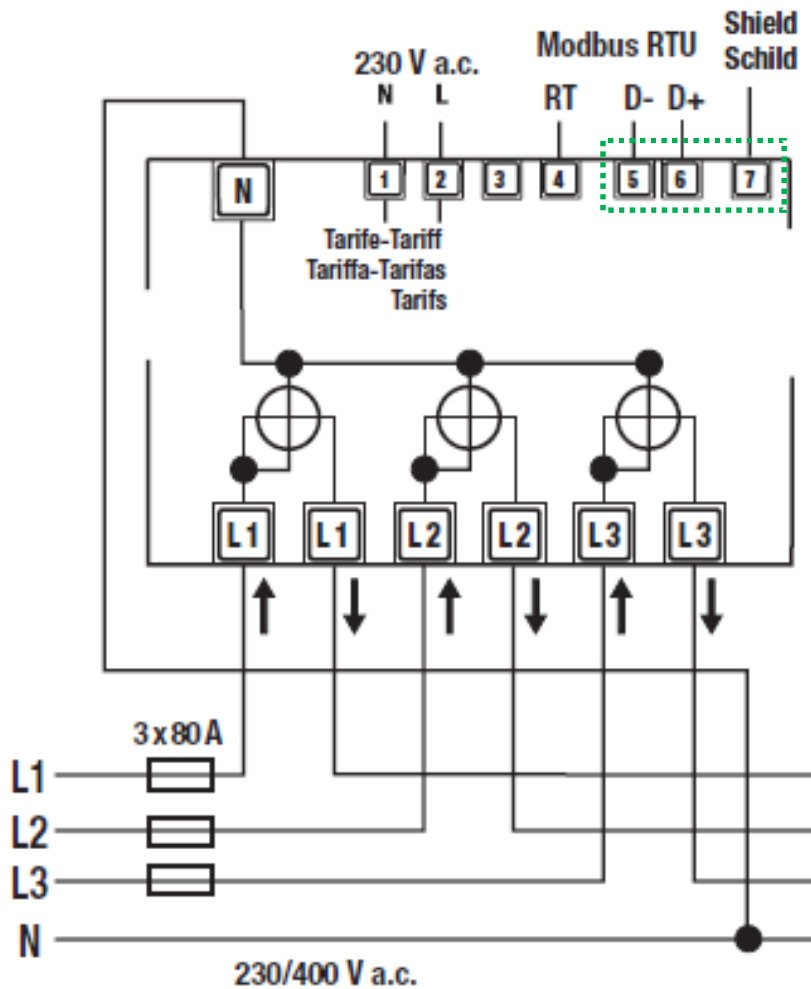 Shield
Schild
Modbus RTU
230 V a.c.
N L RT D- D+
N 1 2 3 4 5 6 7
Tarife-Tariff
Tariffa-Tarifas
Tarifs
L1 L1 L2 L2 L3 L3
3 x 80 A
L1
L2
L3
N
230/400 V a.c.